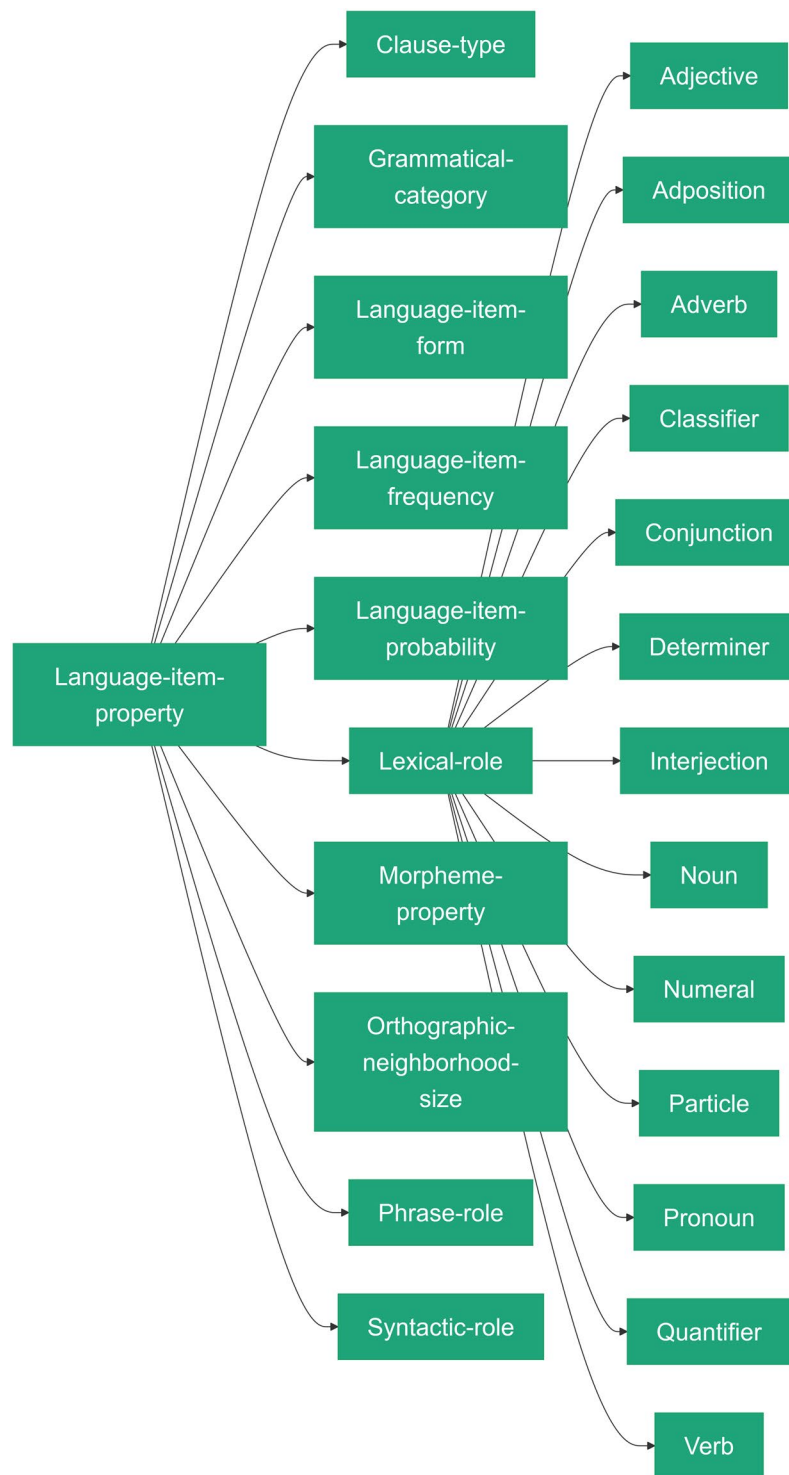 Language-item-
property
Clause-type
Grammatical-
category
Language-item-
form
Language-item-
frequency
Language-item-
probability
Lexical-role
Morpheme-
property
Orthographic-
neighborhood-
size
Phrase-role
Syntactic-role
Adjective
Adposition
Adverb
Classifier
Conjunction
Determiner
Interjection
Noun
Numeral
Particle
Pronoun
Quantifier
Verb